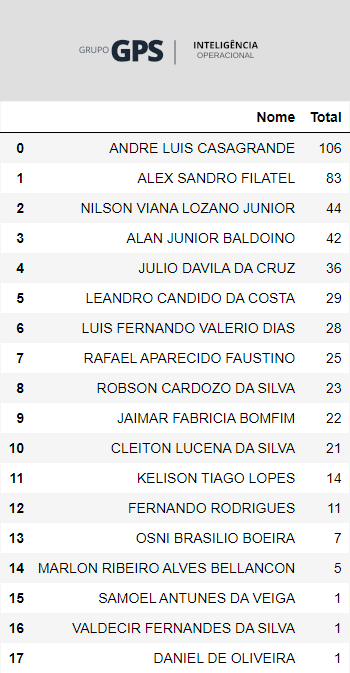 GRUPO GPS | INTELIGÊNCIA
OPERACIONAL
Nome Total
0 ANDRE LUIS CASAGRANDE 106
1 ALEX SANDRO FILATEL 83
2 NILSON VIANA LOZANO JUNIOR 44
3 ALAN JUNIOR BALDOINO 42
4 JULIO DAVILA DA CRUZ 36
5 LEANDRO CANDIDO DA COSTA 29
6 LUIS FERNANDO VALERIO DIAS 28
7 RAFAEL APARECIDO FAUSTINO 25
8 ROBSON CARDOZO DA SILVA 23
9 JAIMAR FABRICIA BOMFIM 22
10 CLEITON LUCENA DA SILVA 21
11 KELISON TIAGO LOPES 14
12 FERNANDO RODRIGUES 11
13 OSNI BRASILIO BOEIRA 7
14 MARLON RIBEIRO ALVES BELLANCON 5
15 SAMOEL ANTUNES DA VEIGA 1
16 VALDECIR FERNANDES DA SILVA 1
17 DANIEL DE OLIVEIRA 1